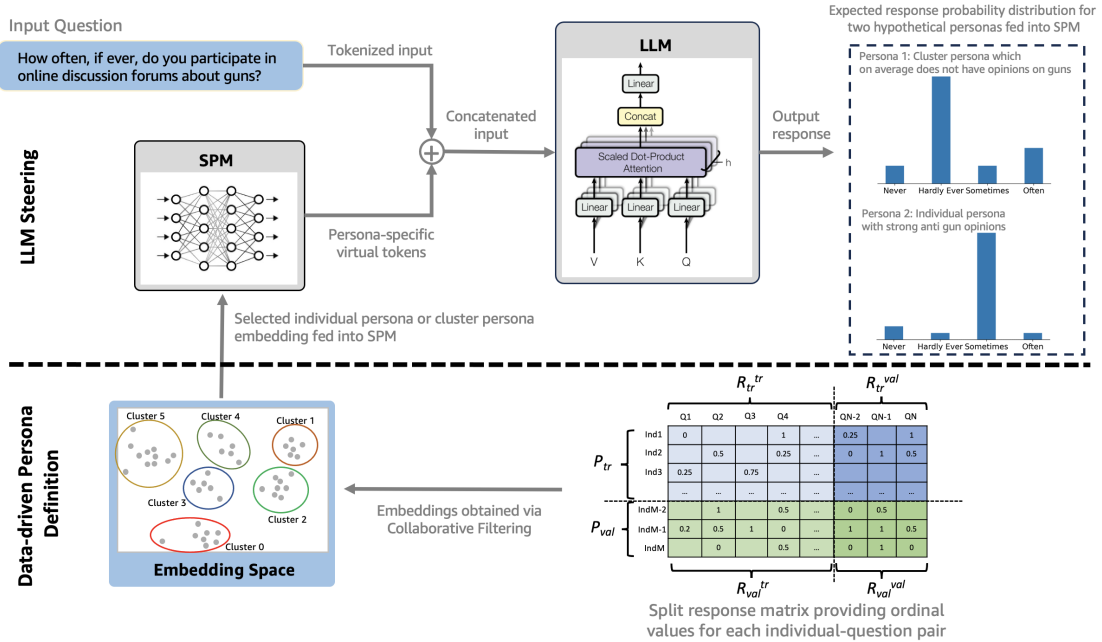 Input Question
How often, if ever, do you participate in
online discussion forums about guns?
Tokenized input
Concatenated
input
LLM Steering
SPM
Persona-specific
virtual tokens
LLM
Linear
Concat
Scaled Dot-Product
Attention
h
Linear
Linear
Linear
V
K
Q
Output
response
Expected response probability distribution for
two hypothetical personas fed into SPM
Persona 1: Cluster persona which
on average does not have opinions on guns
Never Hardly Ever Sometimes Often
Persona 2: Individual persona
with strong anti gun opinions
Never Hardly Ever Sometimes Often
Selected individual persona or cluster persona
embedding fed into SPM
Data-driven Persona
Definition
Cluster 5
Cluster 4
Cluster 1
Cluster 3
Cluster 2
Cluster 0
Embedding Space
Embeddings obtained via
Collaborative Filtering
R_tr^tr R_tr^val
Q1 Q2 Q3 Q4 QN-2 QN-1 QN
P_tr
Ind1 0 1 ... 0.25 1
Ind2 0.5 0.25 ... 0 1 0.5
Ind3 0.25 0.75 ...
... ... ... ... ... ... ... ... ...
P_val
IndM-2 1 0.5 ... 0 0.5
IndM-1 0.2 0.5 1 0 ... 1 1 0.5
IndM 0 0.5 ... 0 1 0
R_val^tr R_val^val
Split response matrix providing ordinal
values for each individual-question pair